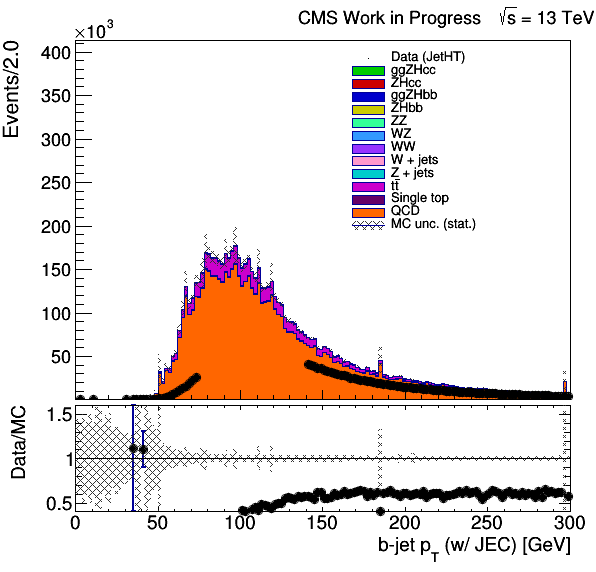 CMS Work in Progress √s = 13 TeV
×10³
Events/2.0
400
350
300
250
200
150
100
50
Data (JetHT)
ggZHcc
ZHcc
ggZHbb
ZHbb
ZZ
WZ
WW
W + jets
Z + jets
tt̄
Single top
QCD
MC unc. (stat.)
Data/MC
1.5
1
0.5
0 50 100 150 200 250 300
b-jet p_T (w/ JEC) [GeV]